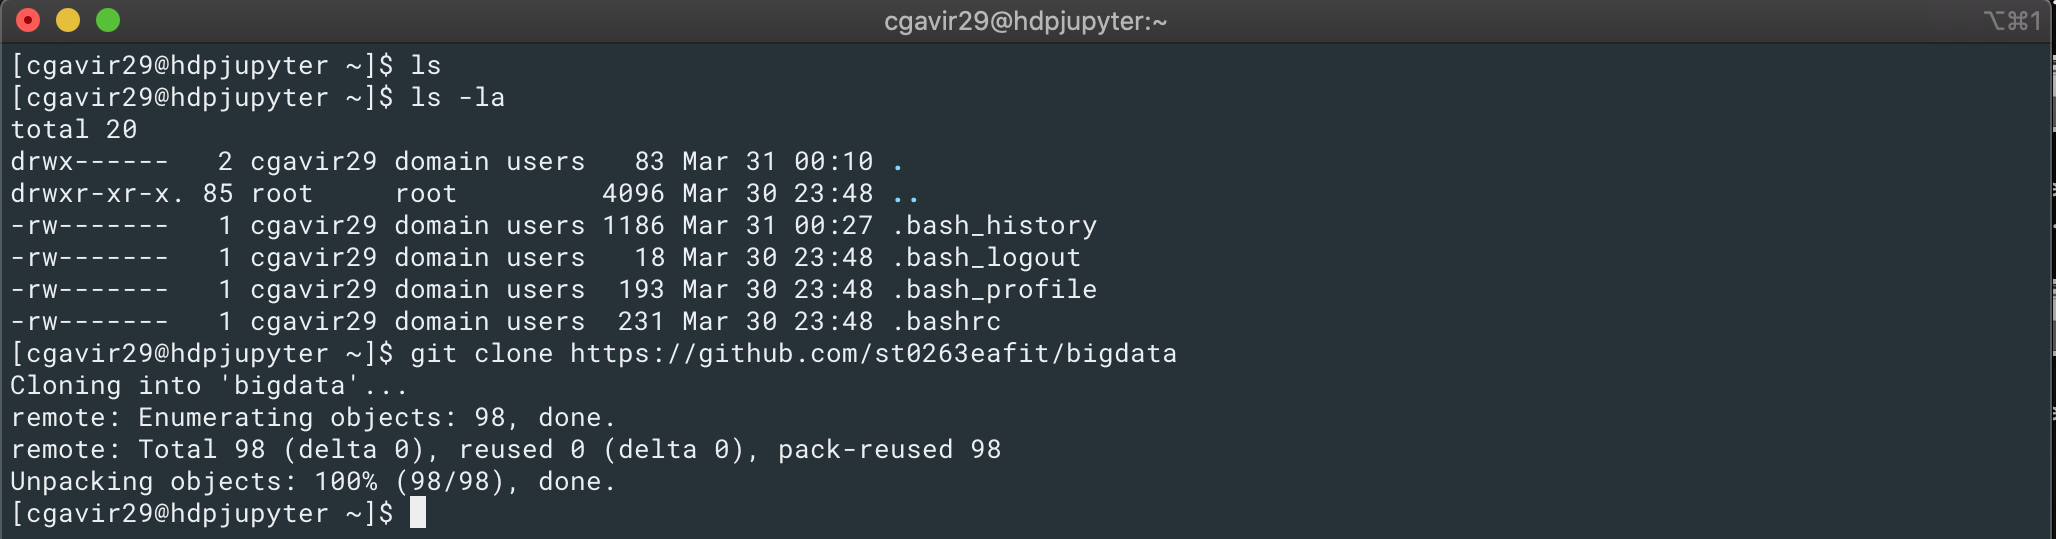 cgavir29@hdpjupyter:~ ⌥⌘1
[cgavir29@hdpjupyter ~]$ ls
[cgavir29@hdpjupyter ~]$ ls -la
total 20
drwx------   2 cgavir29 domain users   83 Mar 31 00:10 .
drwxr-xr-x. 85 root     root         4096 Mar 30 23:48 ..
-rw-------   1 cgavir29 domain users 1186 Mar 31 00:27 .bash_history
-rw-------   1 cgavir29 domain users   18 Mar 30 23:48 .bash_logout
-rw-------   1 cgavir29 domain users  193 Mar 30 23:48 .bash_profile
-rw-------   1 cgavir29 domain users  231 Mar 30 23:48 .bashrc
[cgavir29@hdpjupyter ~]$ git clone https://github.com/st0263eafit/bigdata
Cloning into 'bigdata'...
remote: Enumerating objects: 98, done.
remote: Total 98 (delta 0), reused 0 (delta 0), pack-reused 98
Unpacking objects: 100% (98/98), done.
[cgavir29@hdpjupyter ~]$